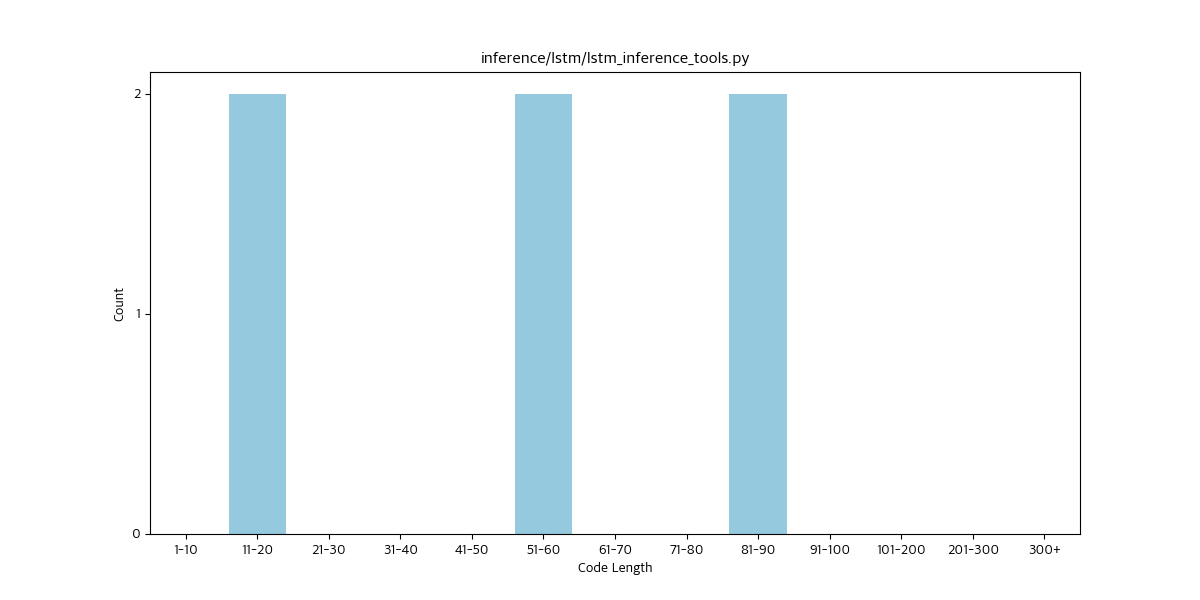 inference/lstm/lstm_inference_tools.py
Count
2
1
0
1-10 11-20 21-30 31-40 41-50 51-60 61-70 71-80 81-90 91-100 101-200 201-300 300+
Code Length